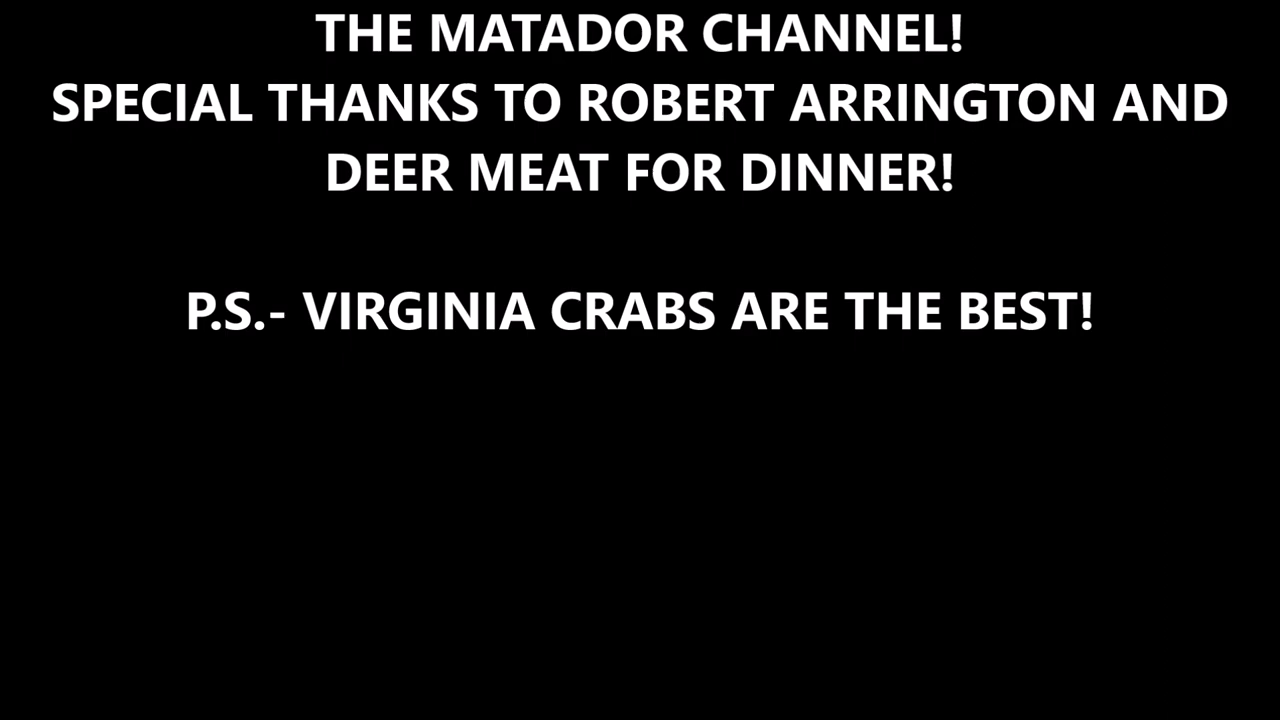 THE MATADOR CHANNEL!
SPECIAL THANKS TO ROBERT ARRINGTON AND
DEER MEAT FOR DINNER!
P.S.- VIRGINIA CRABS ARE THE BEST!